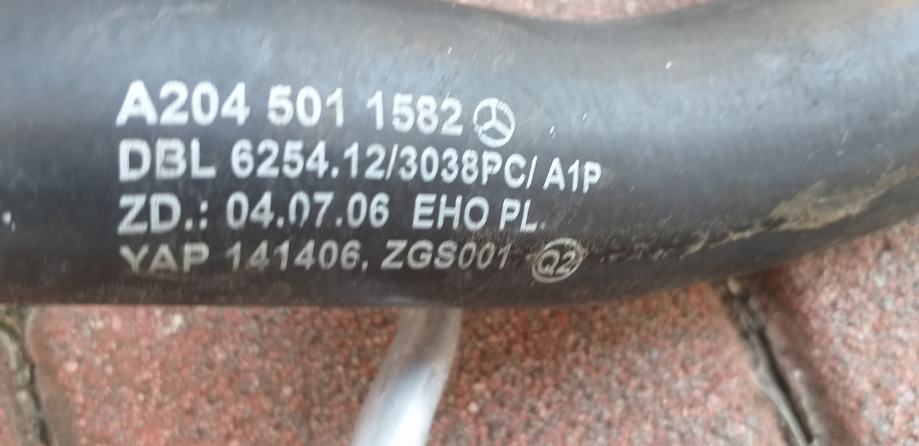 A204 501 1582
DBL 6254.12/3038PC/ A1P
ZD.: 04.07.06 EHO PL.
YAP 141406, ZGS001 Q2